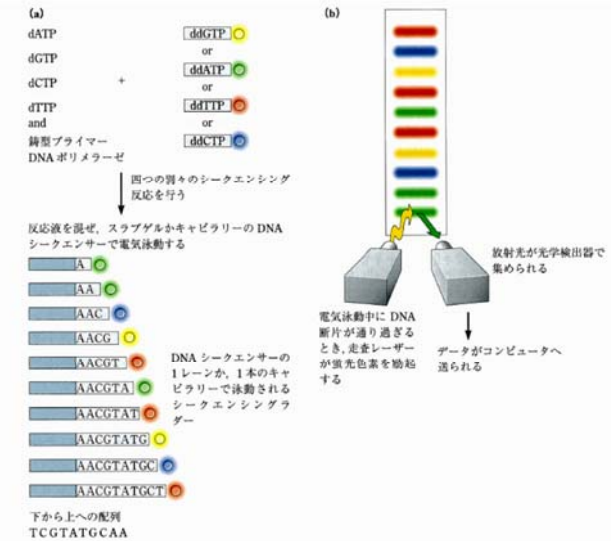 (a)
dATP
dGTP
dCTP
dTTP
and
鋳型プライマー
DNA ポリメラーゼ
+
ddGTP
or
ddATP
or
ddTTP
or
ddCTP
四つの別々のシークエンシング
反応を行う
反応液を混ぜ，スラブゲルかキャピラリーの DNA
シークエンサーで電気泳動する
A
AA
AAC
AACG
AACGT
AACGTA
AACGTAT
AACGTATG
AACGTATGC
AACGTATGCT
DNA シークエンサーの
1 レーンか，1 本のキャ
ピラリーで泳動される
シークエンシングラ
ダー
下から上への配列
TCGTATGCAA
(b)
放射光が光学検出器で
集められる
電気泳動中に DNA
断片が通り過ぎる
とき，走査レーザー
が蛍光色素を励起
する
データがコンピュータへ
送られる